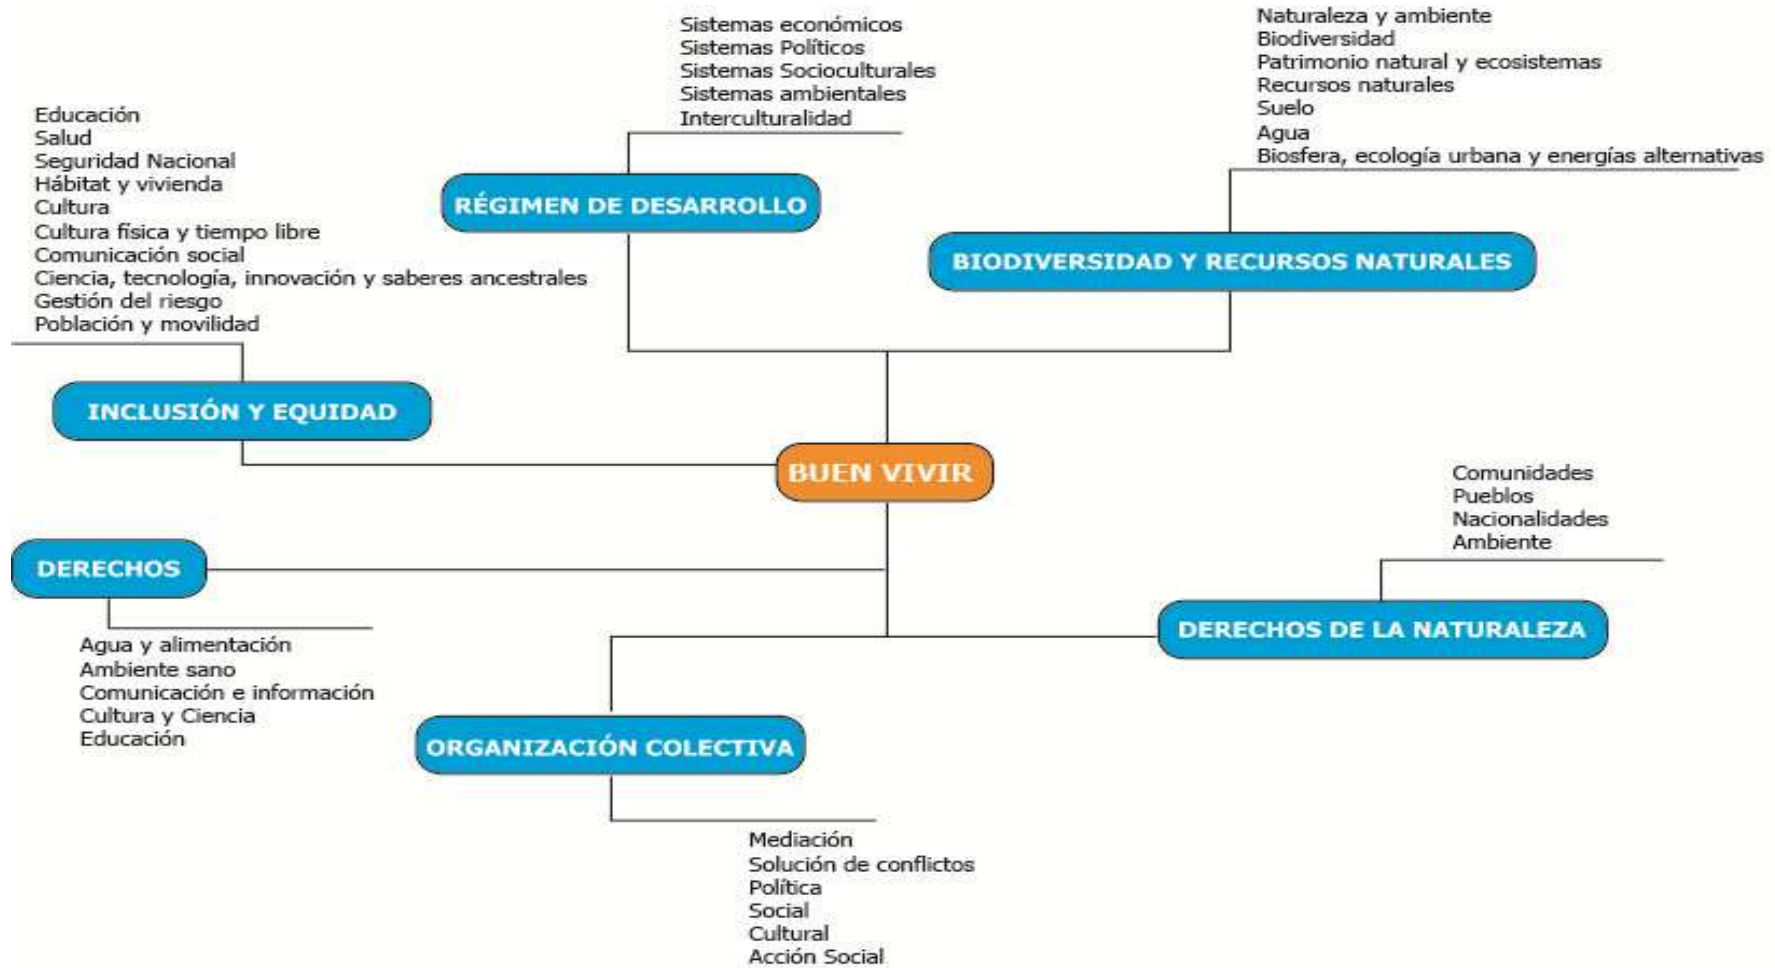 Sistemas económicos
Sistemas Políticos
Sistemas Socioculturales
Sistemas ambientales
Interculturalidad
RÉGIMEN DE DESARROLLO
Naturaleza y ambiente
Biodiversidad
Patrimonio natural y ecosistemas
Recursos naturales
Suelo
Agua
Biosfera, ecología urbana y energías alternativas
BIODIVERSIDAD Y RECURSOS NATURALES
Educación
Salud
Seguridad Nacional
Hábitat y vivienda
Cultura
Cultura física y tiempo libre
Comunicación social
Ciencia, tecnología, innovación y saberes ancestrales
Gestión del riesgo
Población y movilidad
INCLUSIÓN Y EQUIDAD
BUEN VIVIR
DERECHOS
Agua y alimentación
Ambiente sano
Comunicación e información
Cultura y Ciencia
Educación
Comunidades
Pueblos
Nacionalidades
Ambiente
DERECHOS DE LA NATURALEZA
ORGANIZACIÓN COLECTIVA
Mediación
Solución de conflictos
Política
Social
Cultural
Acción Social